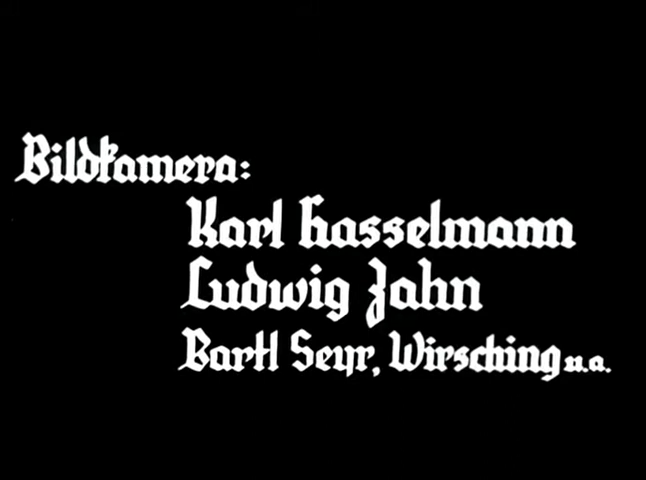 Bildkamera:
Karl Hasselmann
Ludwig Zahn
Bartl Seyr, Wirsching u.a.